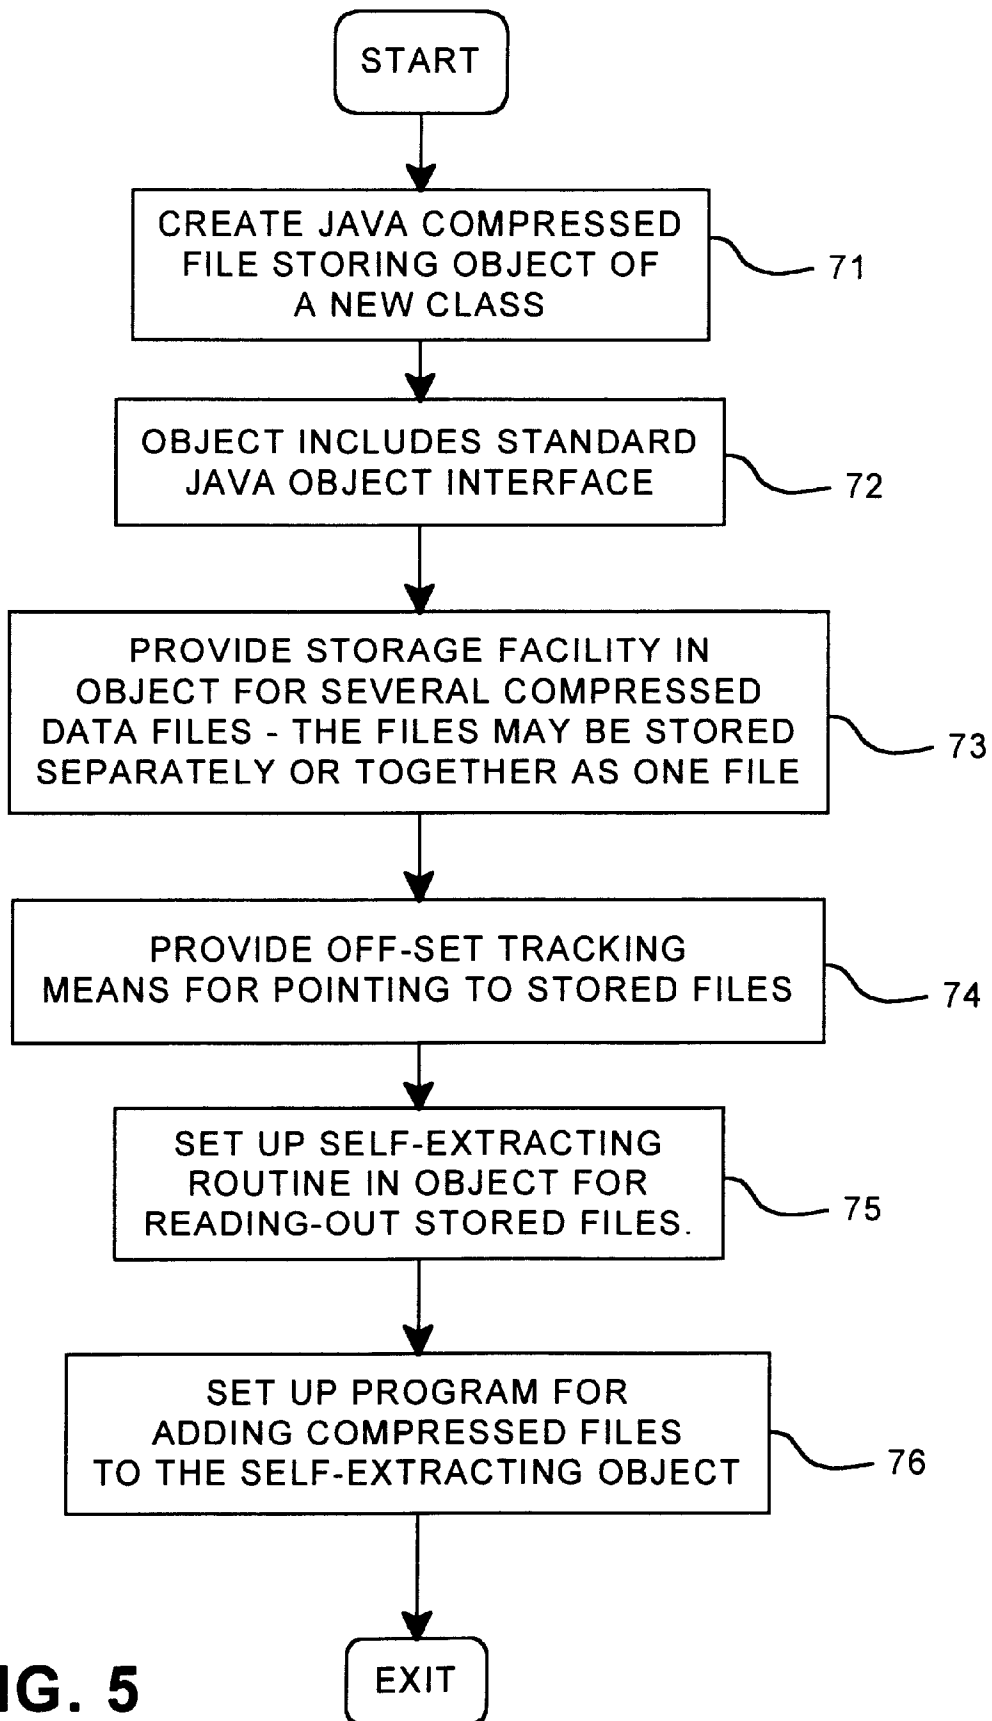 START
CREATE JAVA COMPRESSED
FILE STORING OBJECT OF
A NEW CLASS
71
OBJECT INCLUDES STANDARD
JAVA OBJECT INTERFACE
72
PROVIDE STORAGE FACILITY IN
OBJECT FOR SEVERAL COMPRESSED
DATA FILES - THE FILES MAY BE STORED
SEPARATELY OR TOGETHER AS ONE FILE
73
PROVIDE OFF-SET TRACKING
MEANS FOR POINTING TO STORED FILES
74
SET UP SELF-EXTRACTING
ROUTINE IN OBJECT FOR
READING-OUT STORED FILES.
75
SET UP PROGRAM FOR
ADDING COMPRESSED FILES
TO THE SELF-EXTRACTING OBJECT
76
EXIT
IG. 5